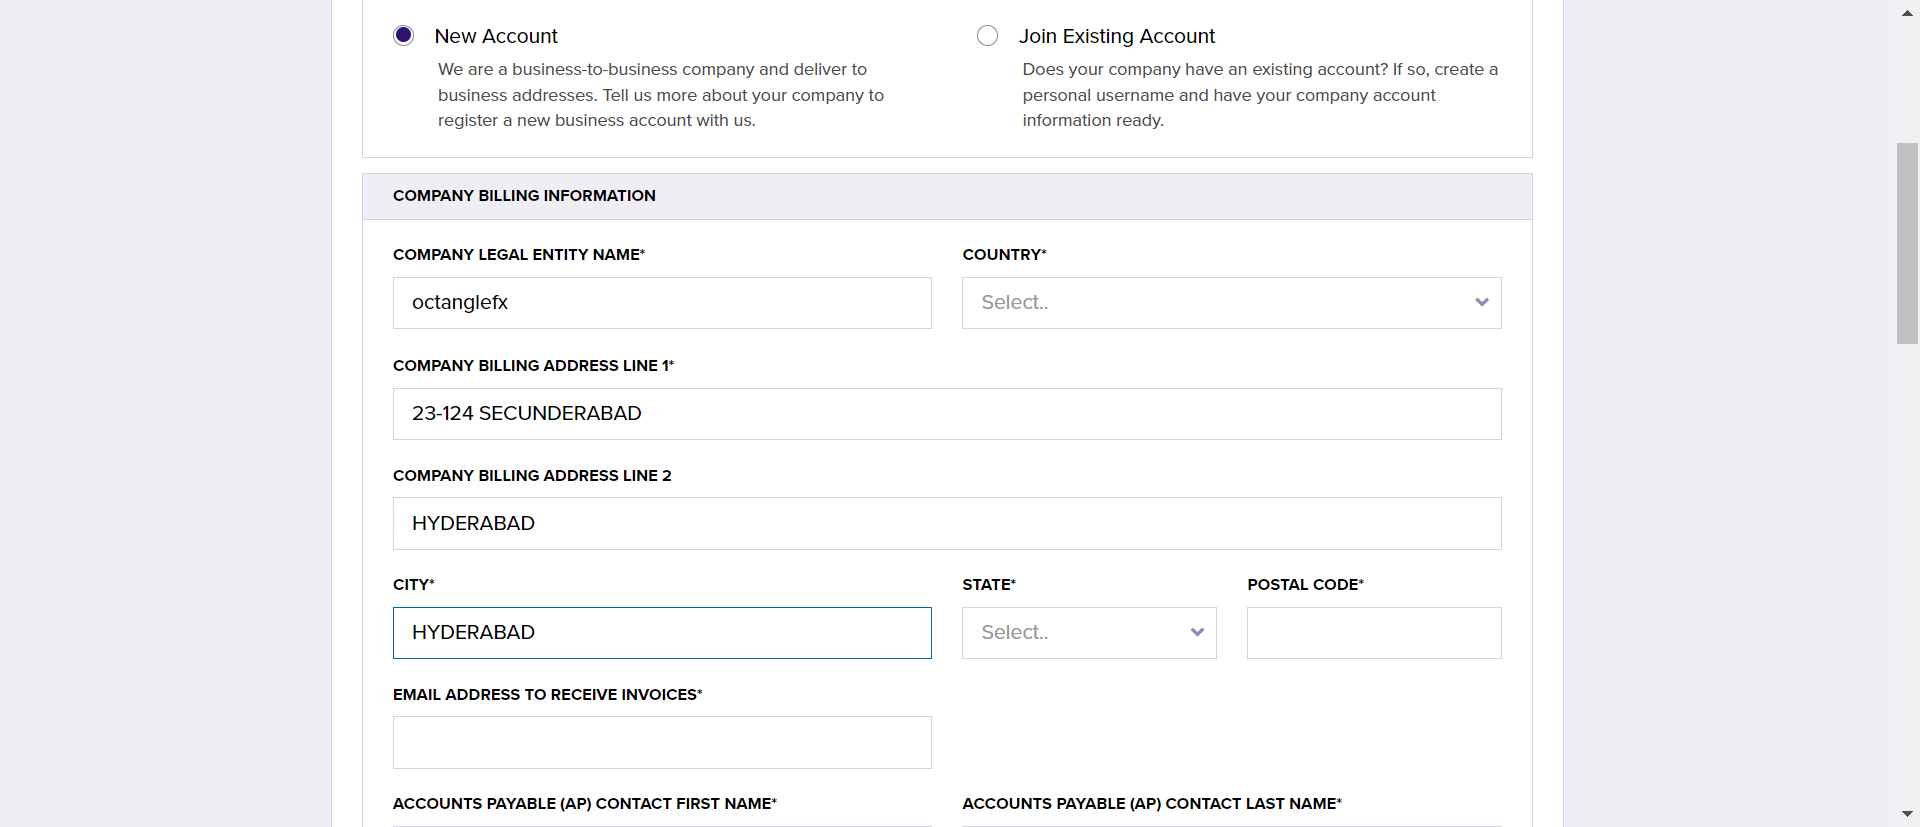 New Account
We are a business-to-business company and deliver to
business addresses. Tell us more about your company to
register a new business account with us.
Join Existing Account
Does your company have an existing account? If so, create a
personal username and have your company account
information ready.
COMPANY BILLING INFORMATION
COMPANY LEGAL ENTITY NAME*
octanglefx
COUNTRY*
Select..
COMPANY BILLING ADDRESS LINE 1*
23-124 SECUNDERABAD
COMPANY BILLING ADDRESS LINE 2
HYDERABAD
CITY*
HYDERABAD
STATE*
Select..
POSTAL CODE*
EMAIL ADDRESS TO RECEIVE INVOICES*
ACCOUNTS PAYABLE (AP) CONTACT FIRST NAME*
ACCOUNTS PAYABLE (AP) CONTACT LAST NAME*